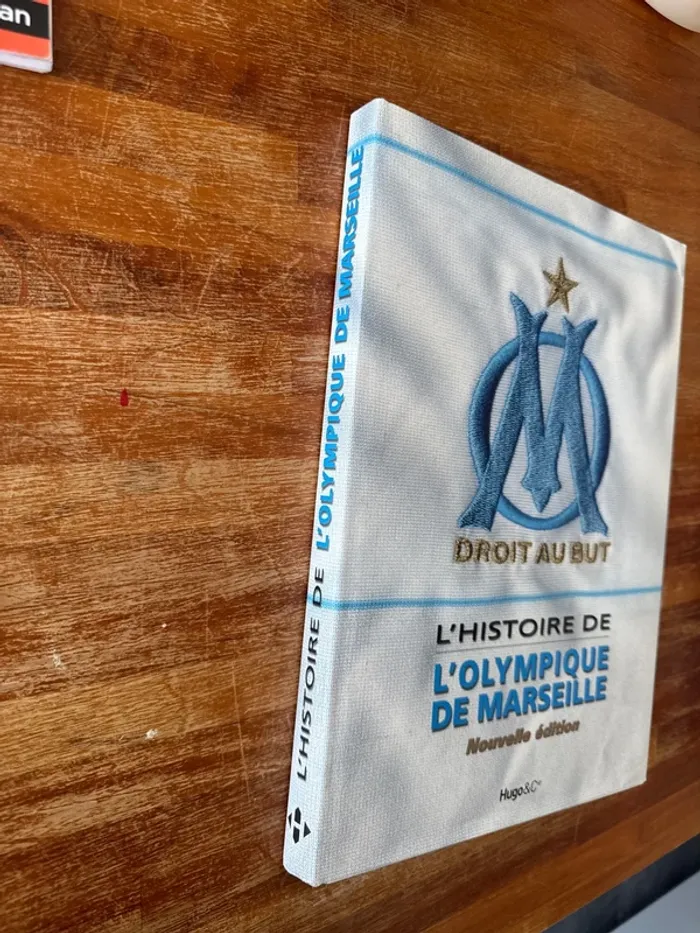 an
L'HISTOIRE DE L'OLYMPIQUE DE MARSEILLE
DROIT AU BUT
L'HISTOIRE DE
L'OLYMPIQUE
DE MARSEILLE
Nouvelle édition
Hugo&Cie